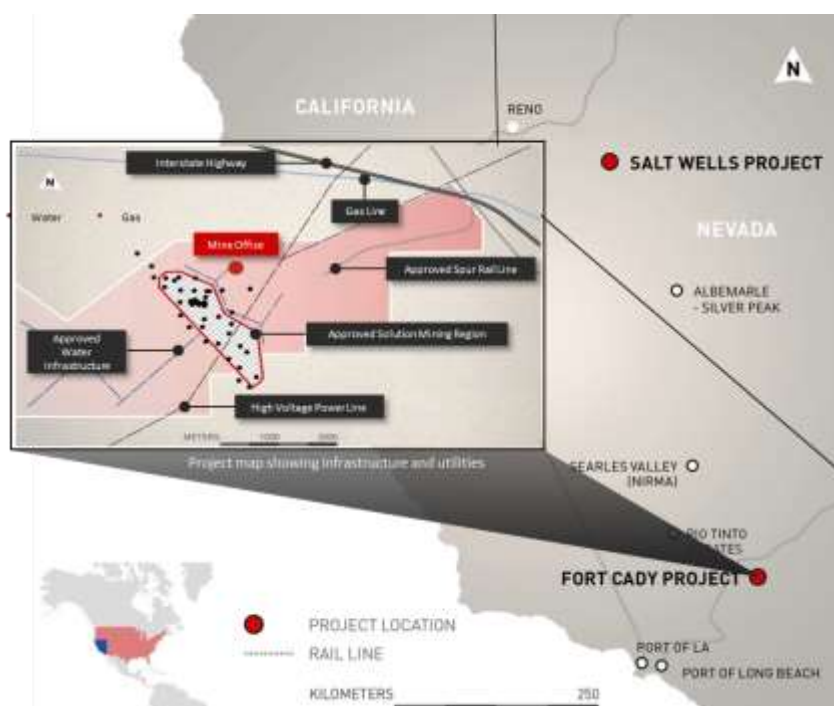 N
CALIFORNIA
RENO
SALT WELLS PROJECT
NEVADA
ALBEMARLE
- SILVER PEAK
Interstate Highway
N
Gas Line
Water
Gas
Mine Office
Approved Spur Rail Line
Approved
Water
Infrastructure
Approved Solution Mining Region
High Voltage Power Line
METERS
1000
Project map showing infrastructure and utilities
SEARLES VALLEY
(NIRMA)
RIO TINTO
FORT CADY PROJECT
PROJECT LOCATION
RAIL LINE
KILOMETERS
250
PORT OF LA
PORT OF LONG BEACH